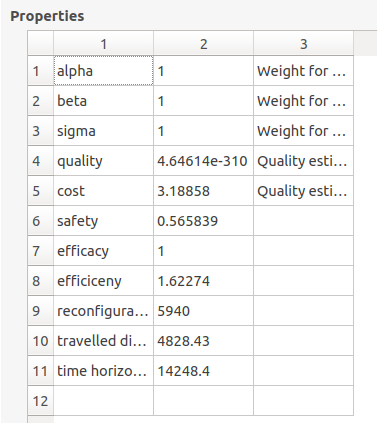 Properties
1 2 3
1 alpha 1 Weight for ...
2 beta 1 Weight for ...
3 sigma 1 Weight for ...
4 quality 4.64614e-310 Quality esti...
5 cost 3.18858 Quality esti...
6 safety 0.565839
7 efficacy 1
8 efficiceny 1.62274
9 reconfigura... 5940
10 travelled di... 4828.43
11 time horizo... 14248.4
12